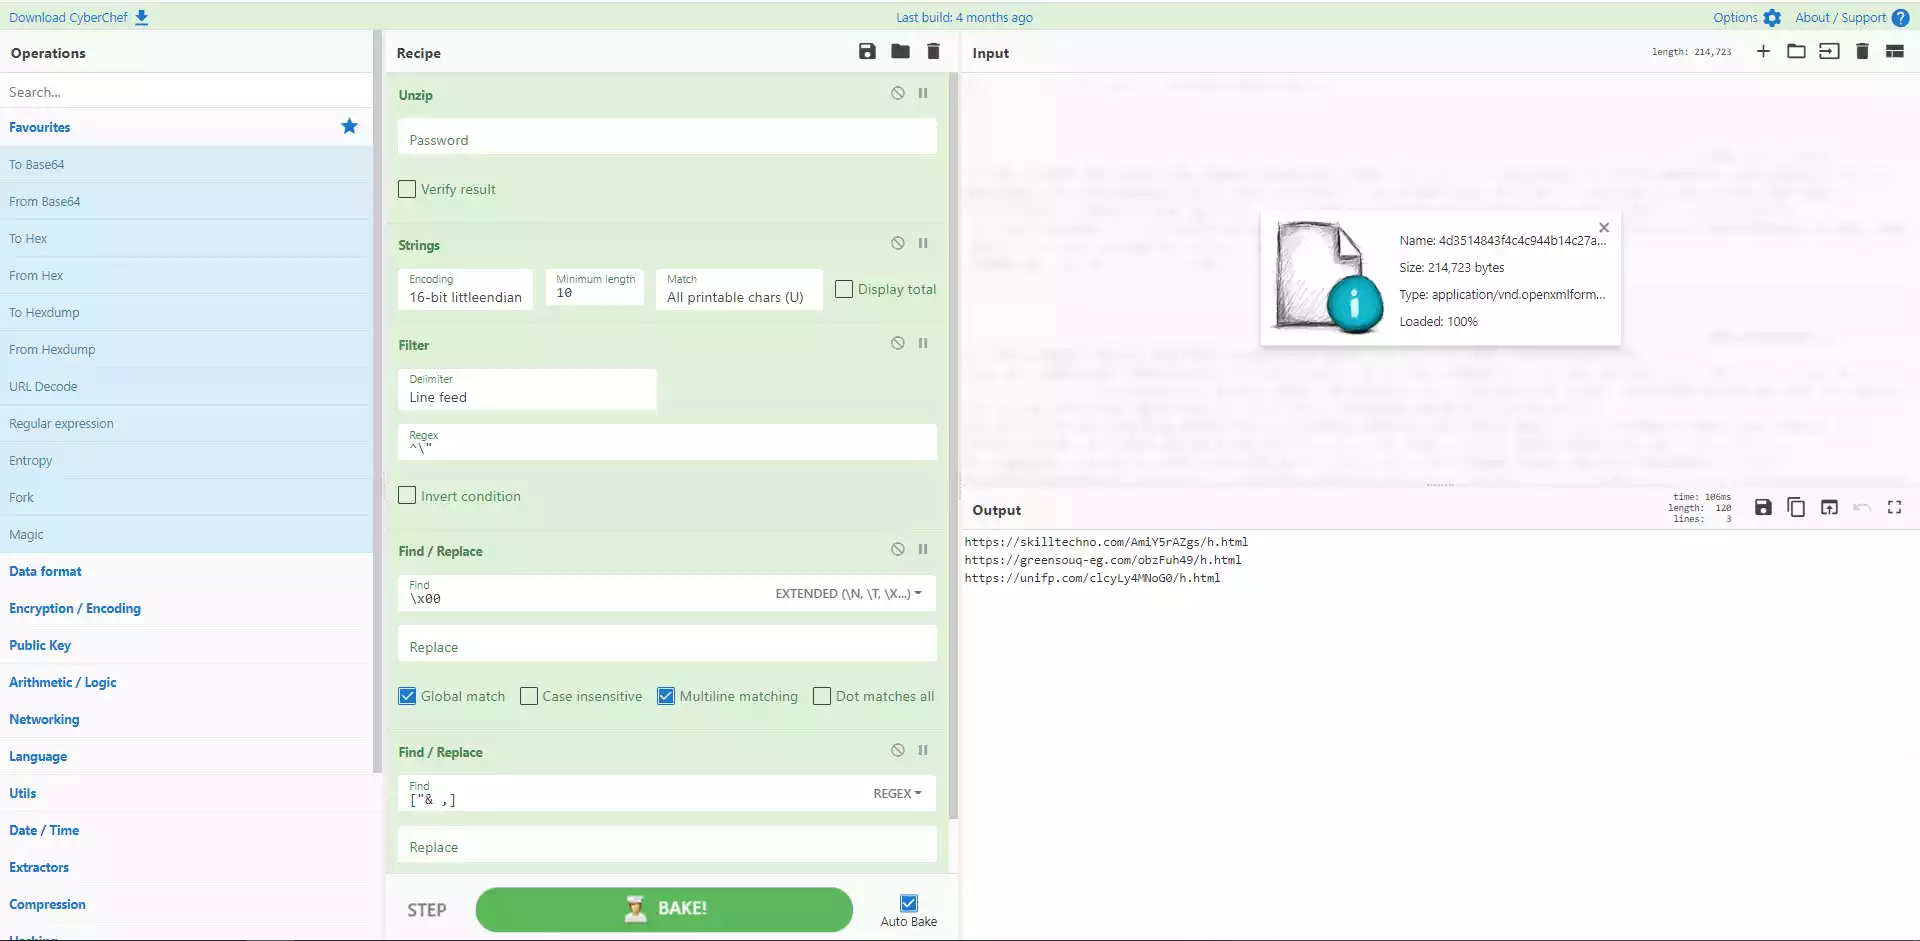 Download CyberChef
Last build: 4 months ago
Options
About / Support
Operations
Search...
Favourites
To Base64
From Base64
To Hex
From Hex
To Hexdump
From Hexdump
URL Decode
Regular expression
Entropy
Fork
Magic
Data format
Encryption / Encoding
Public Key
Arithmetic / Logic
Networking
Language
Utils
Date / Time
Extractors
Compression
Hashing
Recipe
Unzip
Password
Verify result
Strings
Encoding
16-bit littleendian
Minimum length
10
Match
All printable chars (U)
Display total
Filter
Delimiter
Line feed
Regex
^\"
Invert condition
Find / Replace
Find
\x00
EXTENDED (\N, \T, \X...)
Replace
Global match
Case insensitive
Multiline matching
Dot matches all
Find / Replace
Find
["& ,]
REGEX
Replace
STEP
BAKE!
Auto Bake
Input
length: 214,723
Name: 4d3514843f4c4c944b14c27a...
Size: 214,723 bytes
Type: application/vnd.openxmlform...
Loaded: 100%
Output
time: 106ms
length: 120
lines: 3
https://skilltechno.com/AmiY5rAZgs/h.html
https://greensouq-eg.com/obzFuh49/h.html
https://unifp.com/clcyLy4MNoG0/h.html